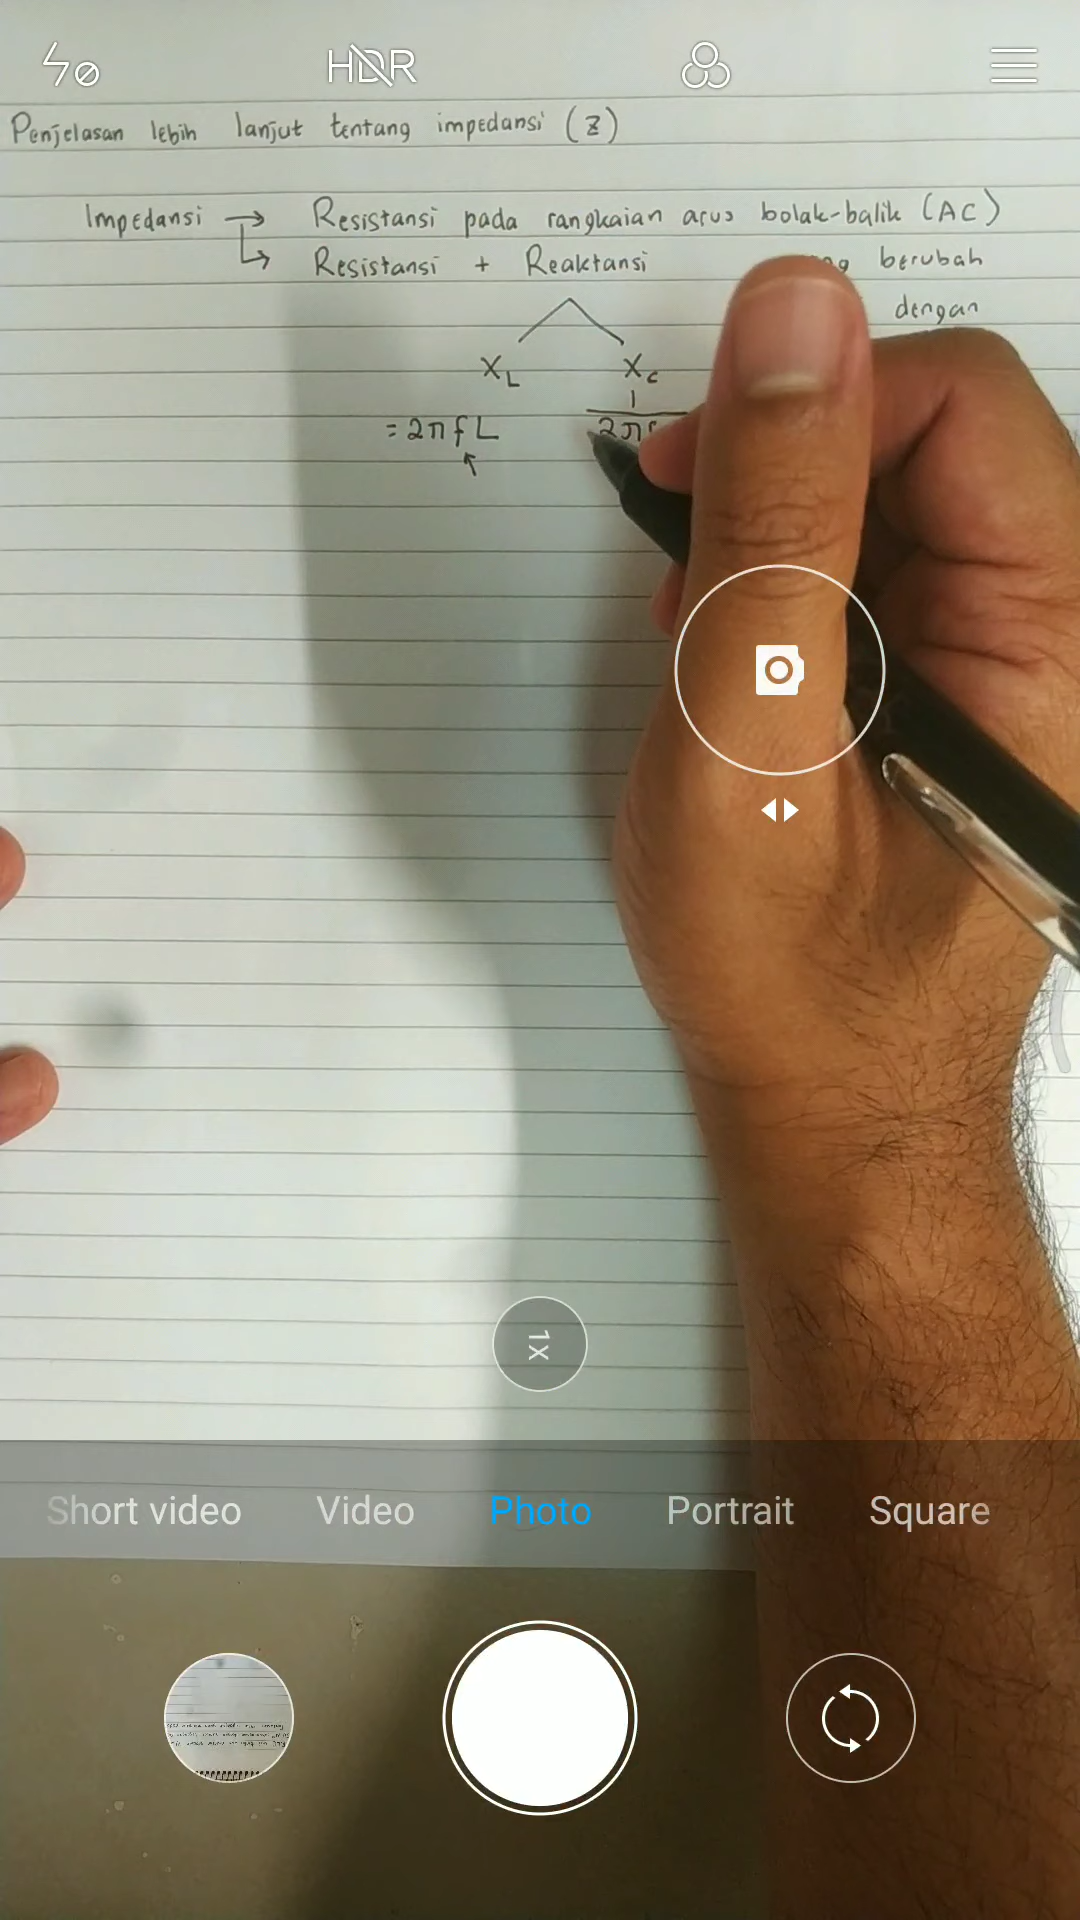 HDR
Penjelasan lebih lanjut tentang impedansi (Z)
Impedansi → Resistansi pada rangkaian arus bolak-balik (AC)
↳ Resistansi + Reaktansi berubah
dengan
XL Xc
1
= 2πfL 2π
1X
Short video Video Photo Portrait Square